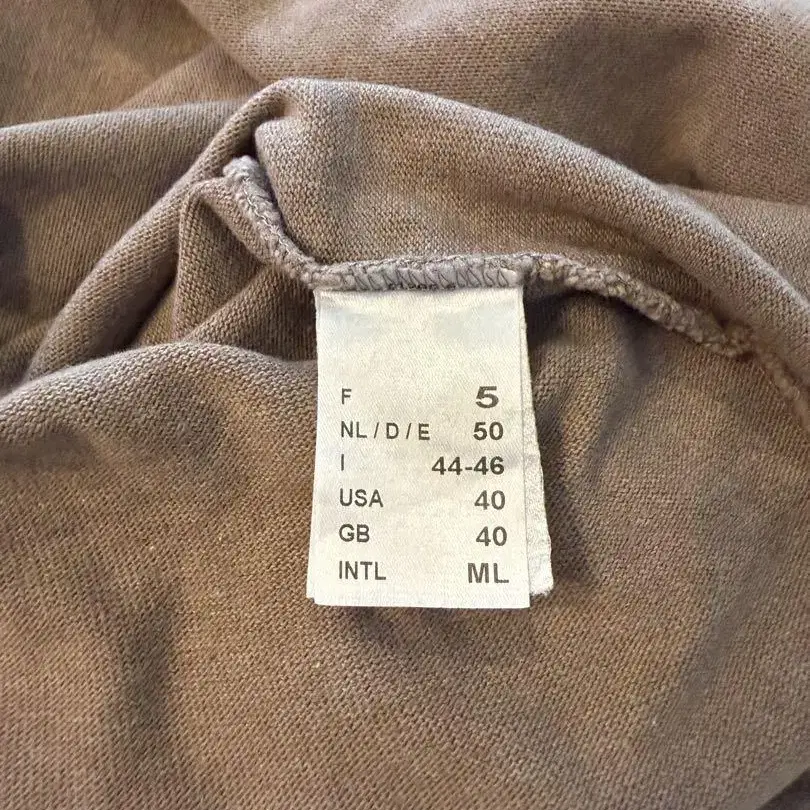 F 5
NL / D / E 50
I 44-46
USA 40
GB 40
INTL ML